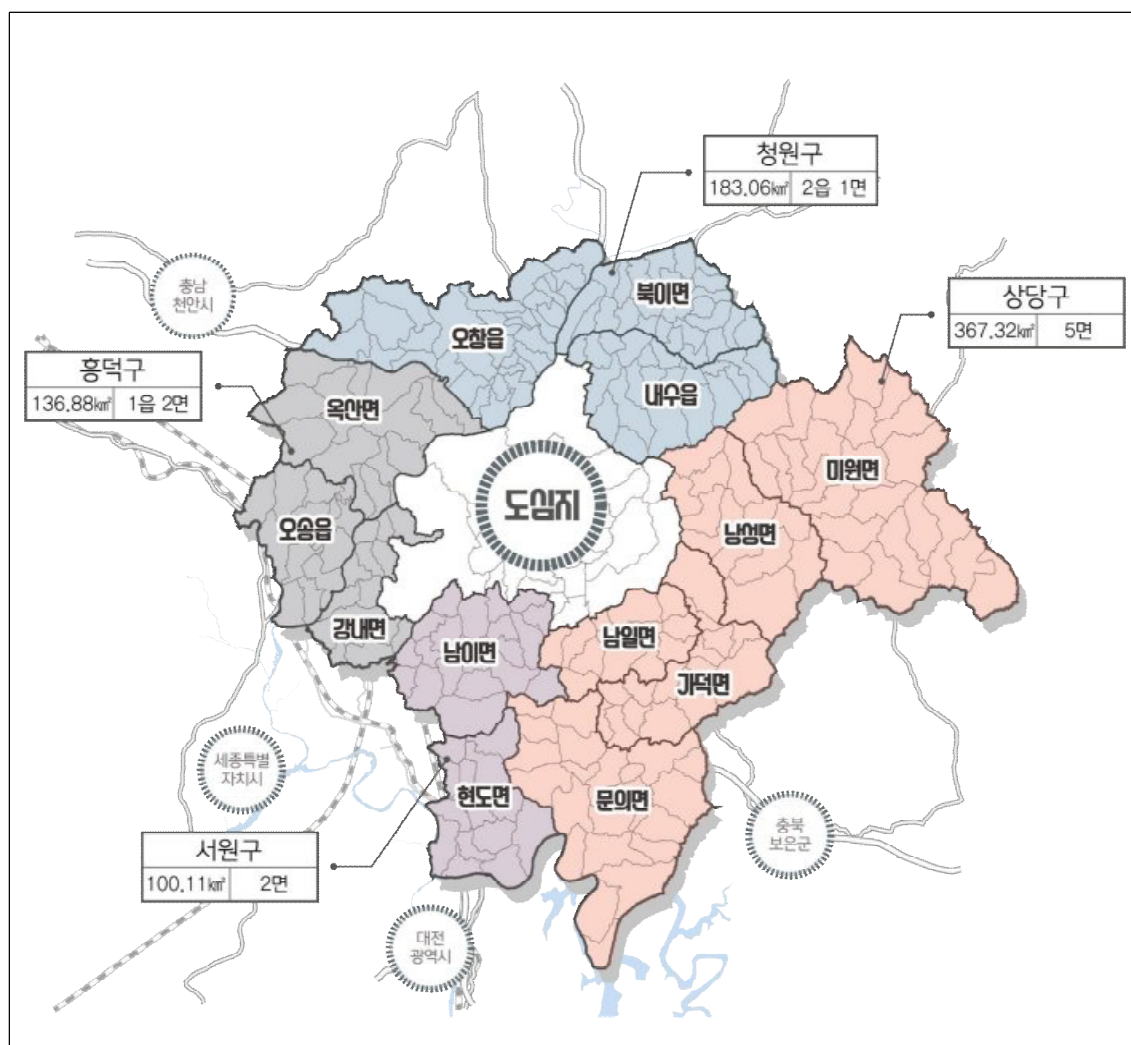 청원구
183.06㎢ 2읍 1면
북이면
충남
천안시
상당구
367.32㎢ 5면
오창읍
흥덕구
136.88㎢ 1읍 2면
내수읍
옥산면
미원면
도심지
오송읍
낭성면
강내면
남일면
남이면
가덕면
세종특별
자치시
현도면
문의면
충북
보은군
서원구
100.11㎢ 2면
대전
광역시